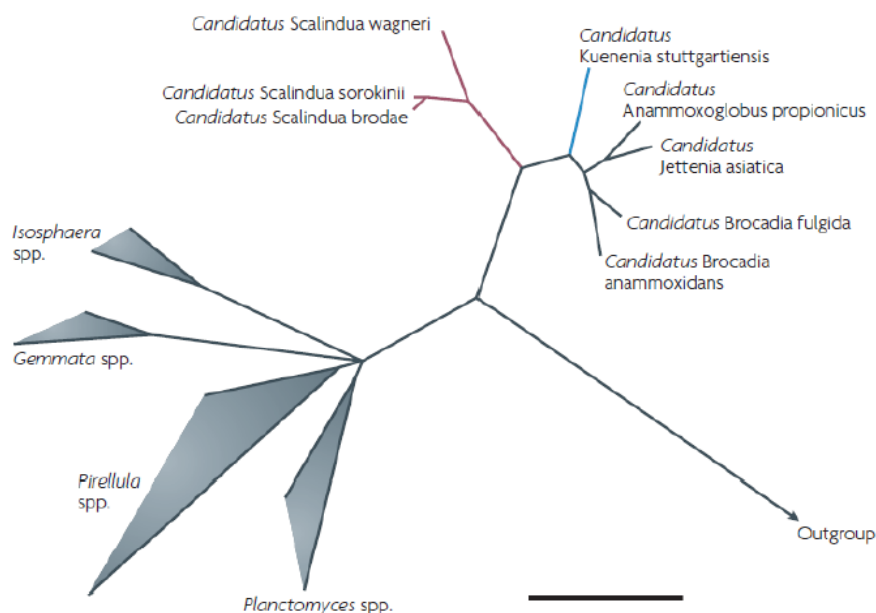 Candidatus Scalindua wagneri
Candidatus
Kuenenia stuttgartiensis
Candidatus Scalindua sorokinii
Candidatus Scalindua brodae
Candidatus
Anammoxoglobus propionicus
Candidatus
Jettenia asiatica
Candidatus Brocadia fulgida
Candidatus Brocadia
anammoxidans
Isosphaera
spp.
Gemmata spp.
Pirellula
spp.
Planctomyces spp.
Outgroup